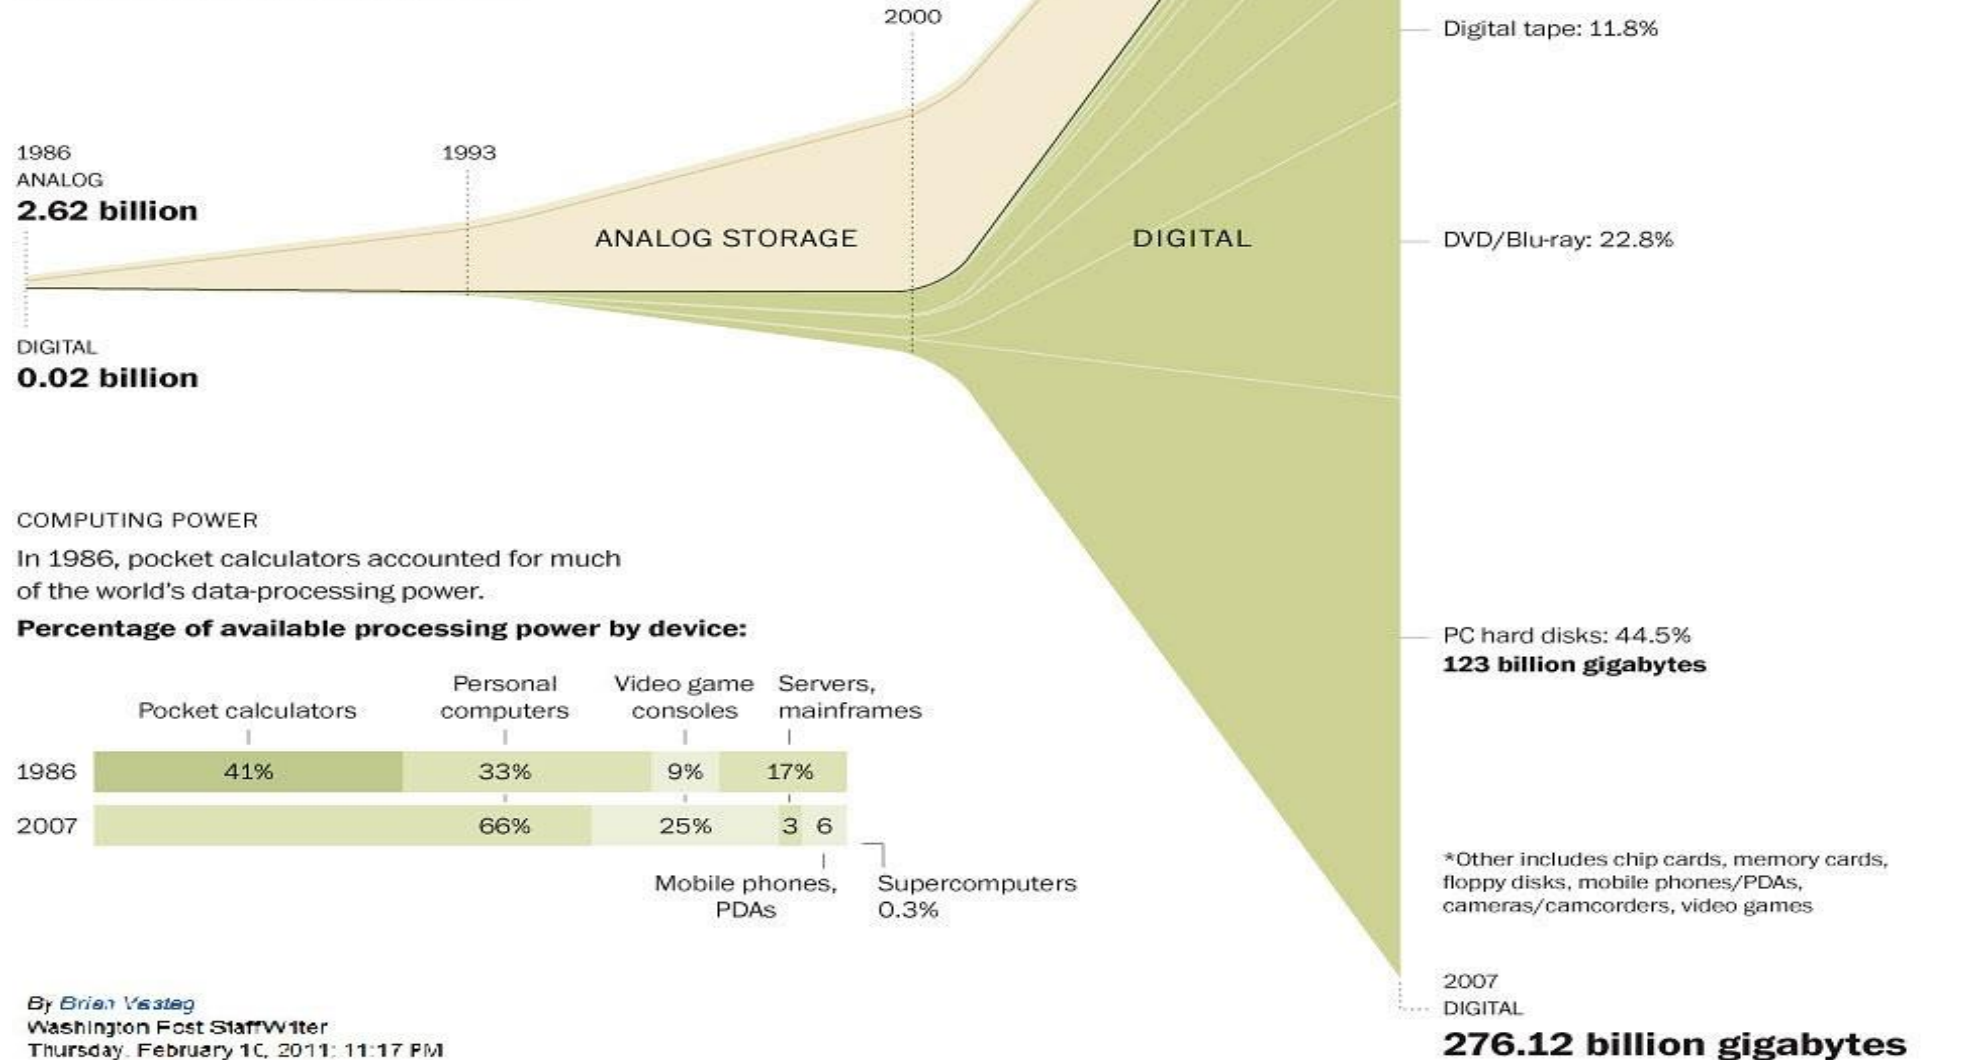 2000
Digital tape: 11.8%
1986
ANALOG
2.62 billion
1993
ANALOG STORAGE
DIGITAL
DVD/Blu-ray: 22.8%
DIGITAL
0.02 billion
COMPUTING POWER
In 1986, pocket calculators accounted for much
of the world's data-processing power.
Percentage of available processing power by device:
PC hard disks: 44.5%
123 billion gigabytes
Pocket calculators
Personal
computers
Video game
consoles
Servers,
mainframes
1986 41% 33% 9% 17%
2007 66% 25% 3 6
Mobile phones,
PDAs
Supercomputers
0.3%
*Other includes chip cards, memory cards,
floppy disks, mobile phones/PDAs,
cameras/camcorders, video games
2007
DIGITAL
276.12 billion gigabytes
By Brian
Washington Post Staff Writer
Thursday, February 10, 2011; 11:17 PM